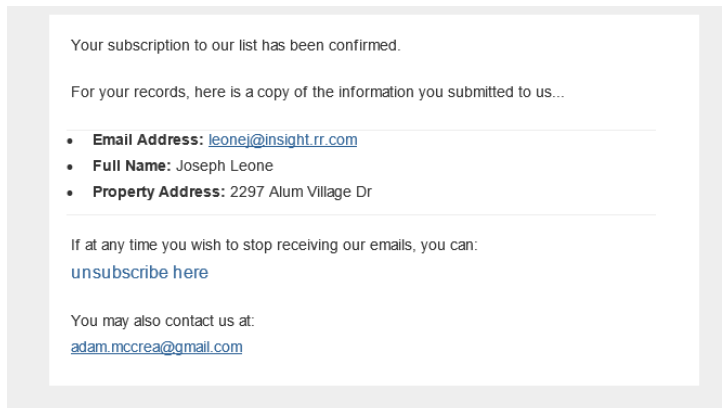 Your subscription to our list has been confirmed.
For your records, here is a copy of the information you submitted to us...
• Email Address: leonej@insight.rr.com
• Full Name: Joseph Leone
• Property Address: 2297 Alum Village Dr
If at any time you wish to stop receiving our emails, you can:
unsubscribe here
You may also contact us at:
adam.mccrea@gmail.com